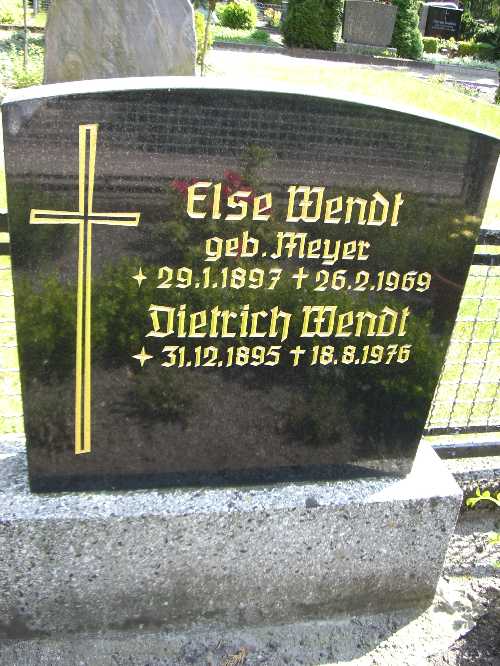 Else Wendt
geb. Meyer
✦ 29.1.1897 ✝ 26.2.1969
Dietrich Wendt
✦ 31.12.1895 ✝ 18.8.1976